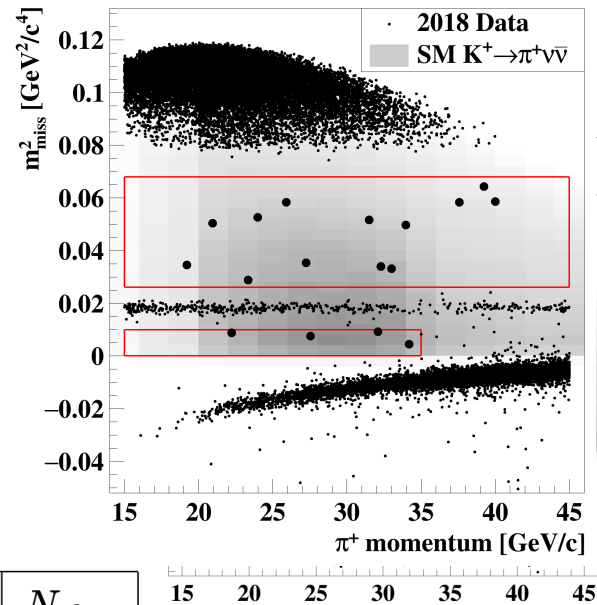 2018 Data
SM K⁺→π⁺νν̄
m²miss [GeV²/c⁴]
0.12
0.1
0.08
0.06
0.04
0.02
0
−0.02
−0.04
15 20 25 30 35 40 45
π⁺ momentum [GeV/c]
15 20 25 30 35 40 45